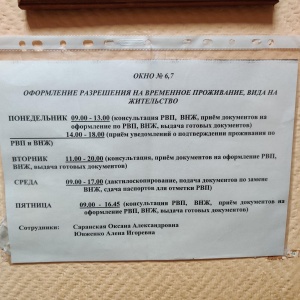 ОКНО № 6,7
ОФОРМЛЕНИЕ РАЗРЕШЕНИЯ НА ВРЕМЕННОЕ ПРОЖИВАНИЕ, ВИДА НА
ЖИТЕЛЬСТВО
ПОНЕДЕЛЬНИК 09.00 - 13.00 (консультация РВП, ВНЖ, приём документов на
оформление по РВП, ВНЖ, выдача готовых документов)
14.00 - 18.00 (приём уведомлений о подтверждении проживания по
РВП и ВНЖ)
ВТОРНИК 11.00 - 20.00 (консультация, приём документов на оформление РВП,
ВНЖ, выдача готовых документов)
СРЕДА 09.00 - 17.00 (дактилоскопирование, подача документов по замене
ВНЖ, сдача паспортов для отметки РВП)
ПЯТНИЦА 09.00 - 16.45 (консультация РВП, ВНЖ, приём документов на
оформление РВП, ВНЖ, выдача готовых документов)
Сотрудники: Саранская Оксана Александровна
Юнженко Алена Игоревна